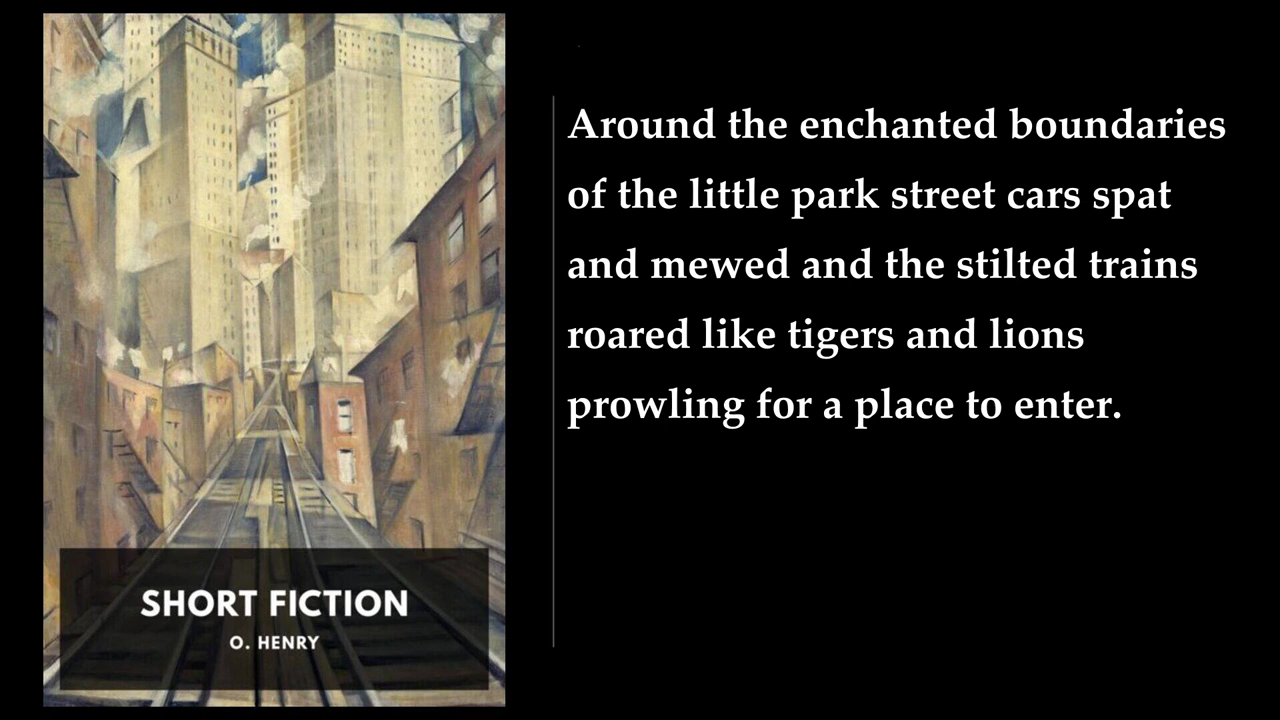 SHORT FICTION
O. HENRY
Around the enchanted boundaries
of the little park street cars spat
and mewed and the stilted trains
roared like tigers and lions
prowling for a place to enter.